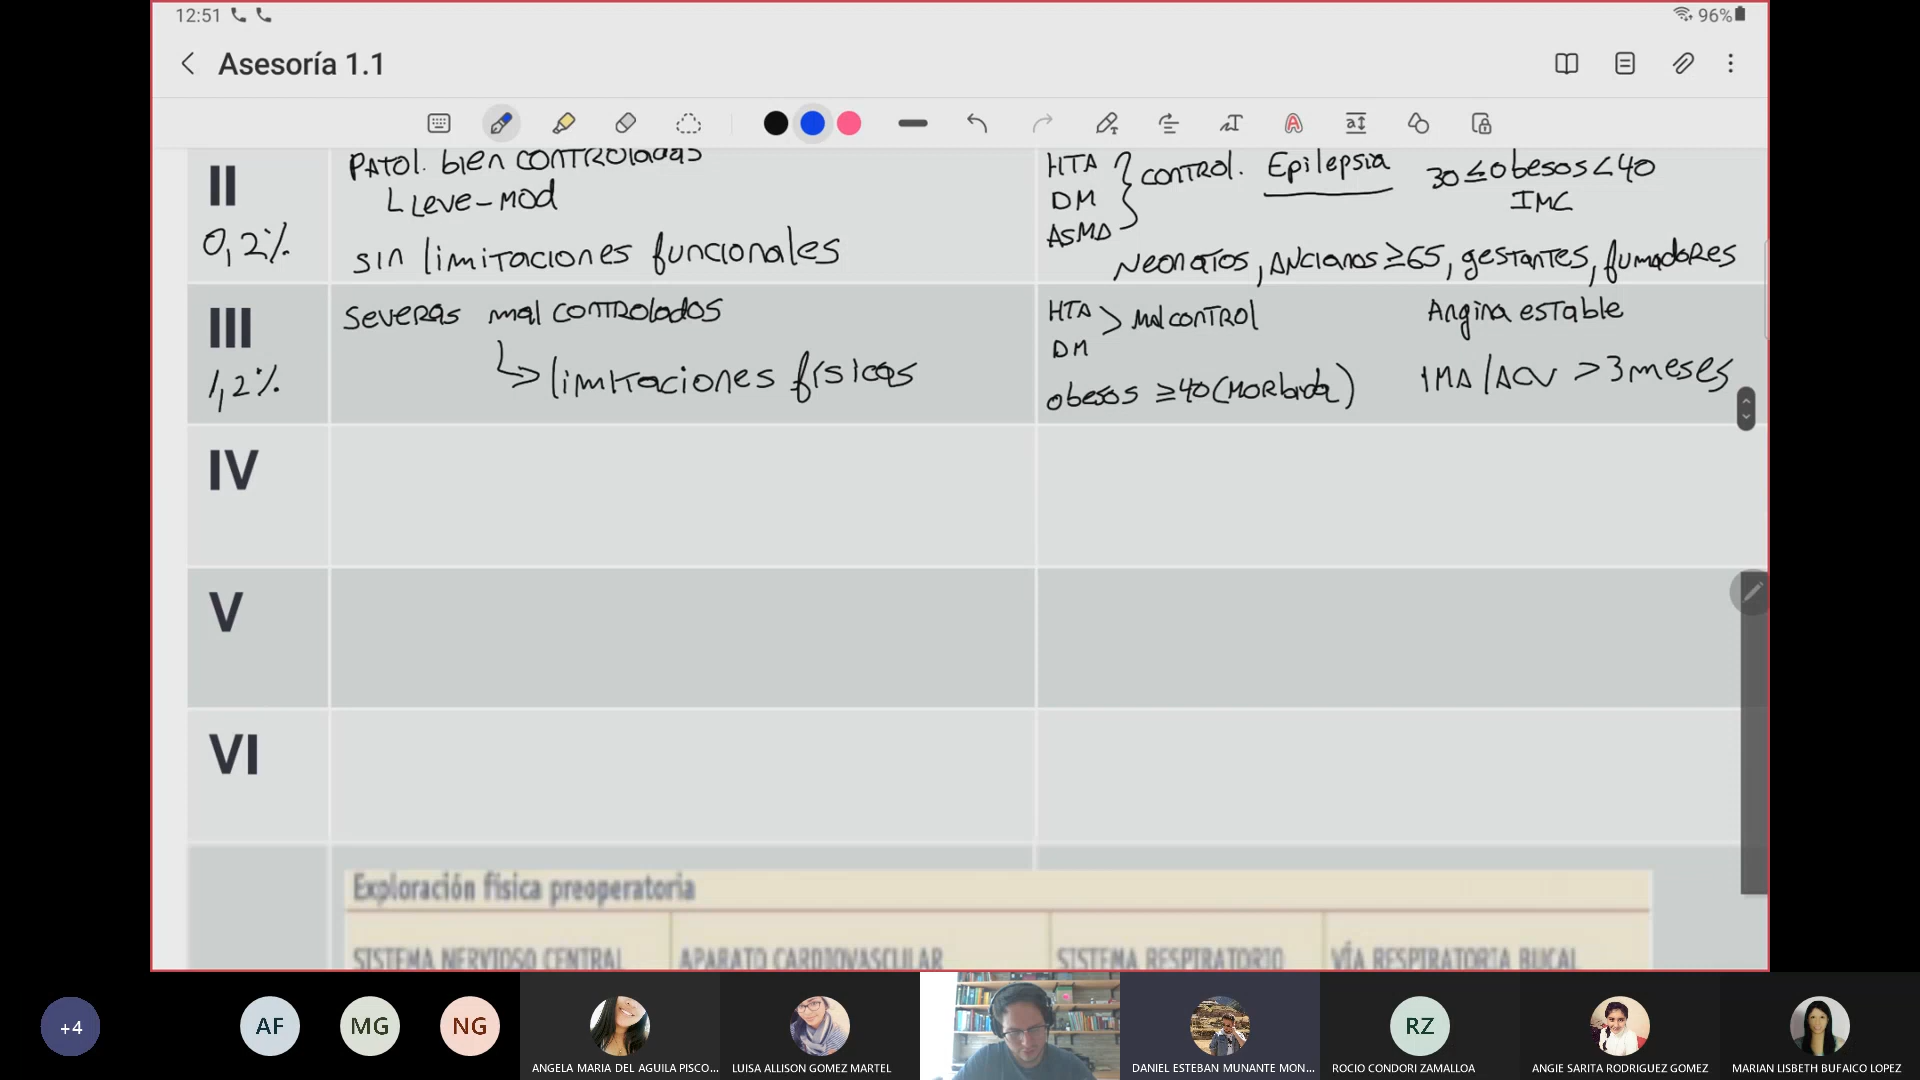 12:51
96%
Asesoría 1.1
II
0,2%
PATOL. bien CONTROLADAS
Leve-MOD
sin limitaciones funcionales
HTA
DM
ASMA
CONTROL. Epilepsia
30 ≤ obesos < 40
IMC
Neonatos, ANCIANOS ≥65, gestantes, fumadores
III
1,2%
SEVERAS mal CONTROLADOS
limitaciones físicas
HTA
DM
MAL CONTROL
Angina estable
obesos ≥40 (MORbida)
IMA/ACV > 3 meses
IV
V
VI
Exploración física preoperatoria
SISTEMA NERVIOSO CENTRAL
APARATO CARDIOVASCULAR
SISTEMA RESPIRATORIO
VÍA RESPIRATORIA BUCAL
+4
AF
MG
NG
RZ
ANGELA MARIA DEL AGUILA PISCO...
LUISA ALLISON GOMEZ MARTEL
DANIEL ESTEBAN MUNANTE MON...
ROCIO CONDORI ZAMALLOA
ANGIE SARITA RODRIGUEZ GOMEZ
MARIAN LISBETH BUFAICO LOPEZ